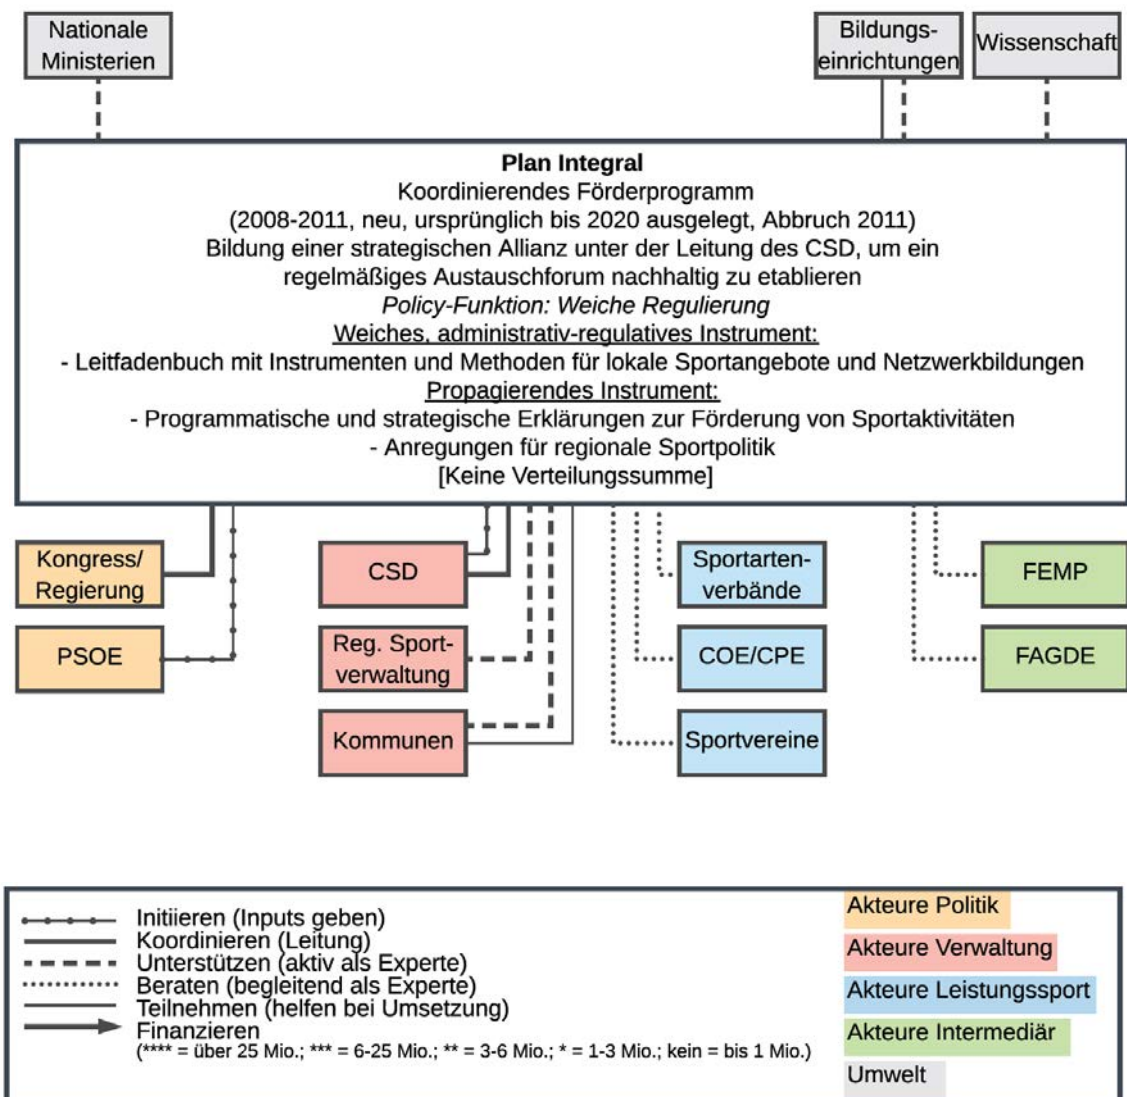 Nationale
Ministerien
Bildungs-
einrichtungen
Wissenschaft
Plan Integral
Koordinierendes Förderprogramm
(2008-2011, neu, ursprünglich bis 2020 ausgelegt, Abbruch 2011)
Bildung einer strategischen Allianz unter der Leitung des CSD, um ein
regelmäßiges Austauschforum nachhaltig zu etablieren
Policy-Funktion: Weiche Regulierung
Weiches, administrativ-regulatives Instrument:
- Leitfadenbuch mit Instrumenten und Methoden für lokale Sportangebote und Netzwerkbildungen
Propagierendes Instrument:
- Programmatische und strategische Erklärungen zur Förderung von Sportaktivitäten
- Anregungen für regionale Sportpolitik
[Keine Verteilungssumme]
Kongress/
Regierung
PSOE
CSD
Reg. Sport-
verwaltung
Kommunen
Sportarten-
verbände
COE/CPE
Sportvereine
FEMP
FAGDE
Initiieren (Inputs geben)
Koordinieren (Leitung)
Unterstützen (aktiv als Experte)
Beraten (begleitend als Experte)
Teilnehmen (helfen bei Umsetzung)
Finanzieren
(**** = über 25 Mio.; *** = 6-25 Mio.; ** = 3-6 Mio.; * = 1-3 Mio.; kein = bis 1 Mio.)
Akteure Politik
Akteure Verwaltung
Akteure Leistungssport
Akteure Intermediär
Umwelt